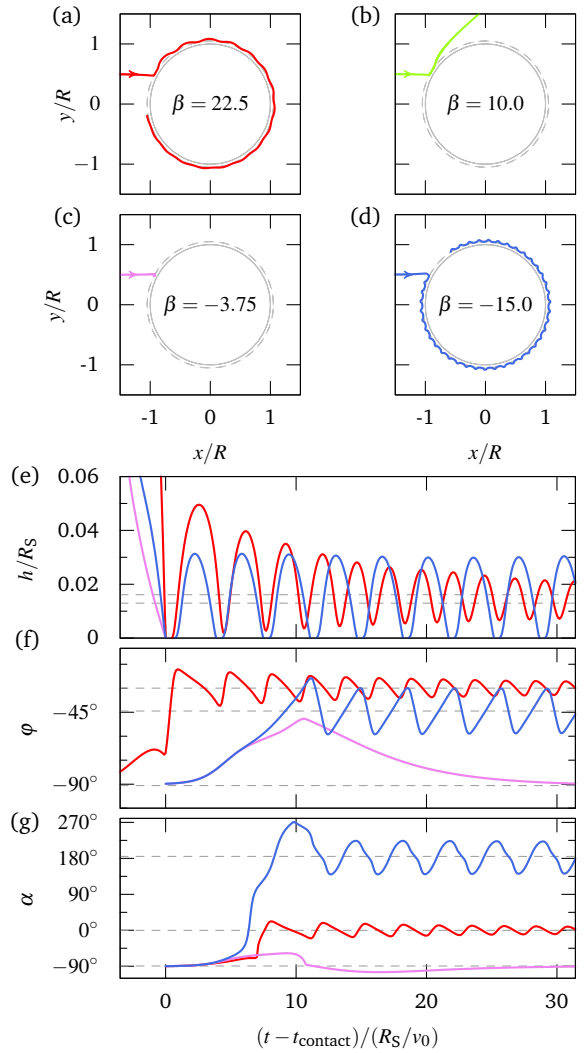 (a) (b)
1
0
−1
y/R
β = 22.5 β = 10.0
(c) (d)
1
0
-1
y/R
β = −3.75 β = −15.0
-1 0 1 -1 0 1
x/R x/R
(e)
0.06
0.04
0.02
0
h/R_S
(f)
−45°
−90°
φ
(g)
270°
180°
90°
0°
−90°
α
0 10 20 30
(t − t_contact)/(R_S/v_0)